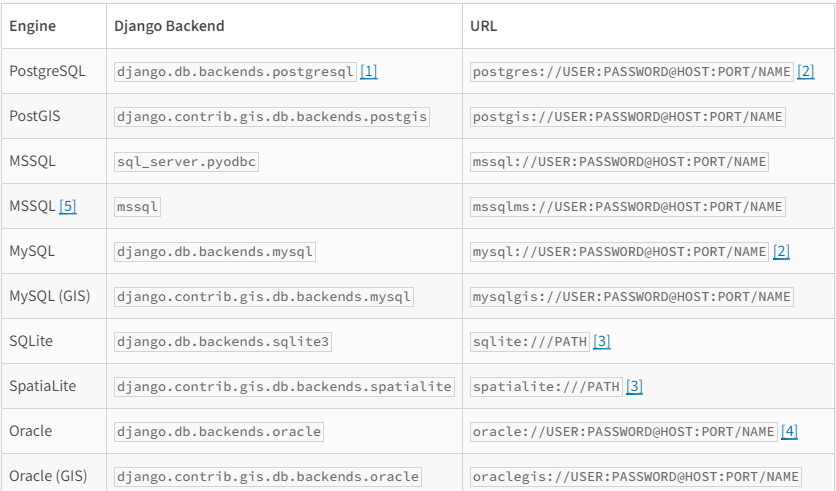 Engine Django Backend URL
PostgreSQL django.db.backends.postgresql [1] postgres://USER:PASSWORD@HOST:PORT/NAME [2]
PostGIS django.contrib.gis.db.backends.postgis postgis://USER:PASSWORD@HOST:PORT/NAME
MSSQL sql_server.pyodbc mssql://USER:PASSWORD@HOST:PORT/NAME
MSSQL [5] mssql mssqlms://USER:PASSWORD@HOST:PORT/NAME
MySQL django.db.backends.mysql mysql://USER:PASSWORD@HOST:PORT/NAME [2]
MySQL (GIS) django.contrib.gis.db.backends.mysql mysqlgis://USER:PASSWORD@HOST:PORT/NAME
SQLite django.db.backends.sqlite3 sqlite:///PATH [3]
SpatiaLite django.contrib.gis.db.backends.spatialite spatialite:///PATH [3]
Oracle django.db.backends.oracle oracle://USER:PASSWORD@HOST:PORT/NAME [4]
Oracle (GIS) django.contrib.gis.db.backends.oracle oraclegis://USER:PASSWORD@HOST:PORT/NAME